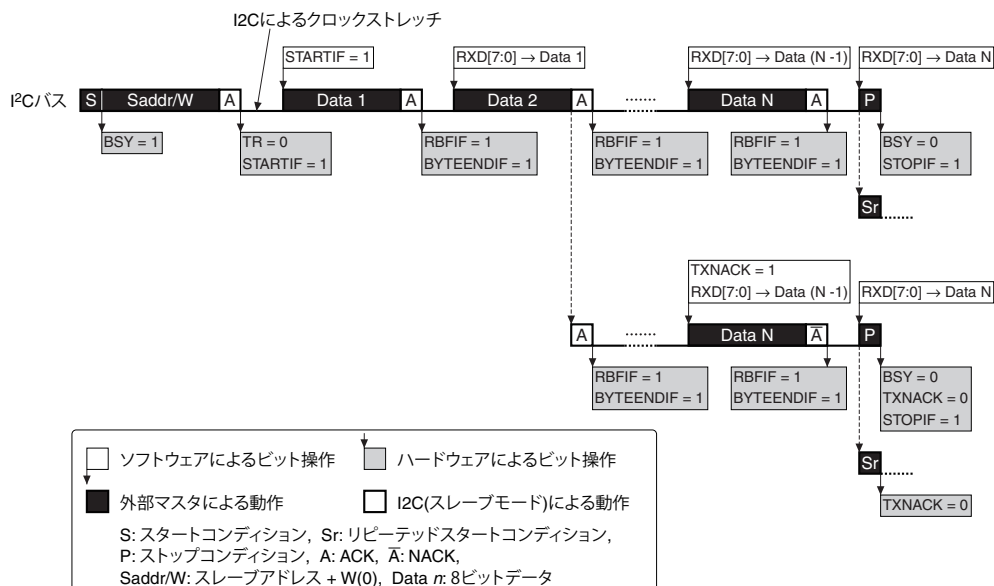 I2Cによるクロックストレッチ
STARTIF = 1
RXD[7:0] → Data 1
RXD[7:0] → Data (N -1)
RXD[7:0] → Data N
I²Cバス
S
Saddr/W
A
Data 1
A
Data 2
A
Data N
A
P
BSY = 1
TR = 0
STARTIF = 1
RBFIF = 1
BYTEENDIF = 1
RBFIF = 1
BYTEENDIF = 1
RBFIF = 1
BYTEENDIF = 1
BSY = 0
STOPIF = 1
Sr
TXNACK = 1
RXD[7:0] → Data (N -1)
RXD[7:0] → Data N
A
Data N
A̅
P
RBFIF = 1
BYTEENDIF = 1
RBFIF = 1
BYTEENDIF = 1
BSY = 0
TXNACK = 0
STOPIF = 1
Sr
TXNACK = 0
ソフトウェアによるビット操作
ハードウェアによるビット操作
外部マスタによる動作
I2C(スレーブモード)による動作
S: スタートコンディション, Sr: リピーテッドスタートコンディション,
P: ストップコンディション, A: ACK, A̅: NACK,
Saddr/W: スレーブアドレス + W(0), Data n: 8ビットデータ